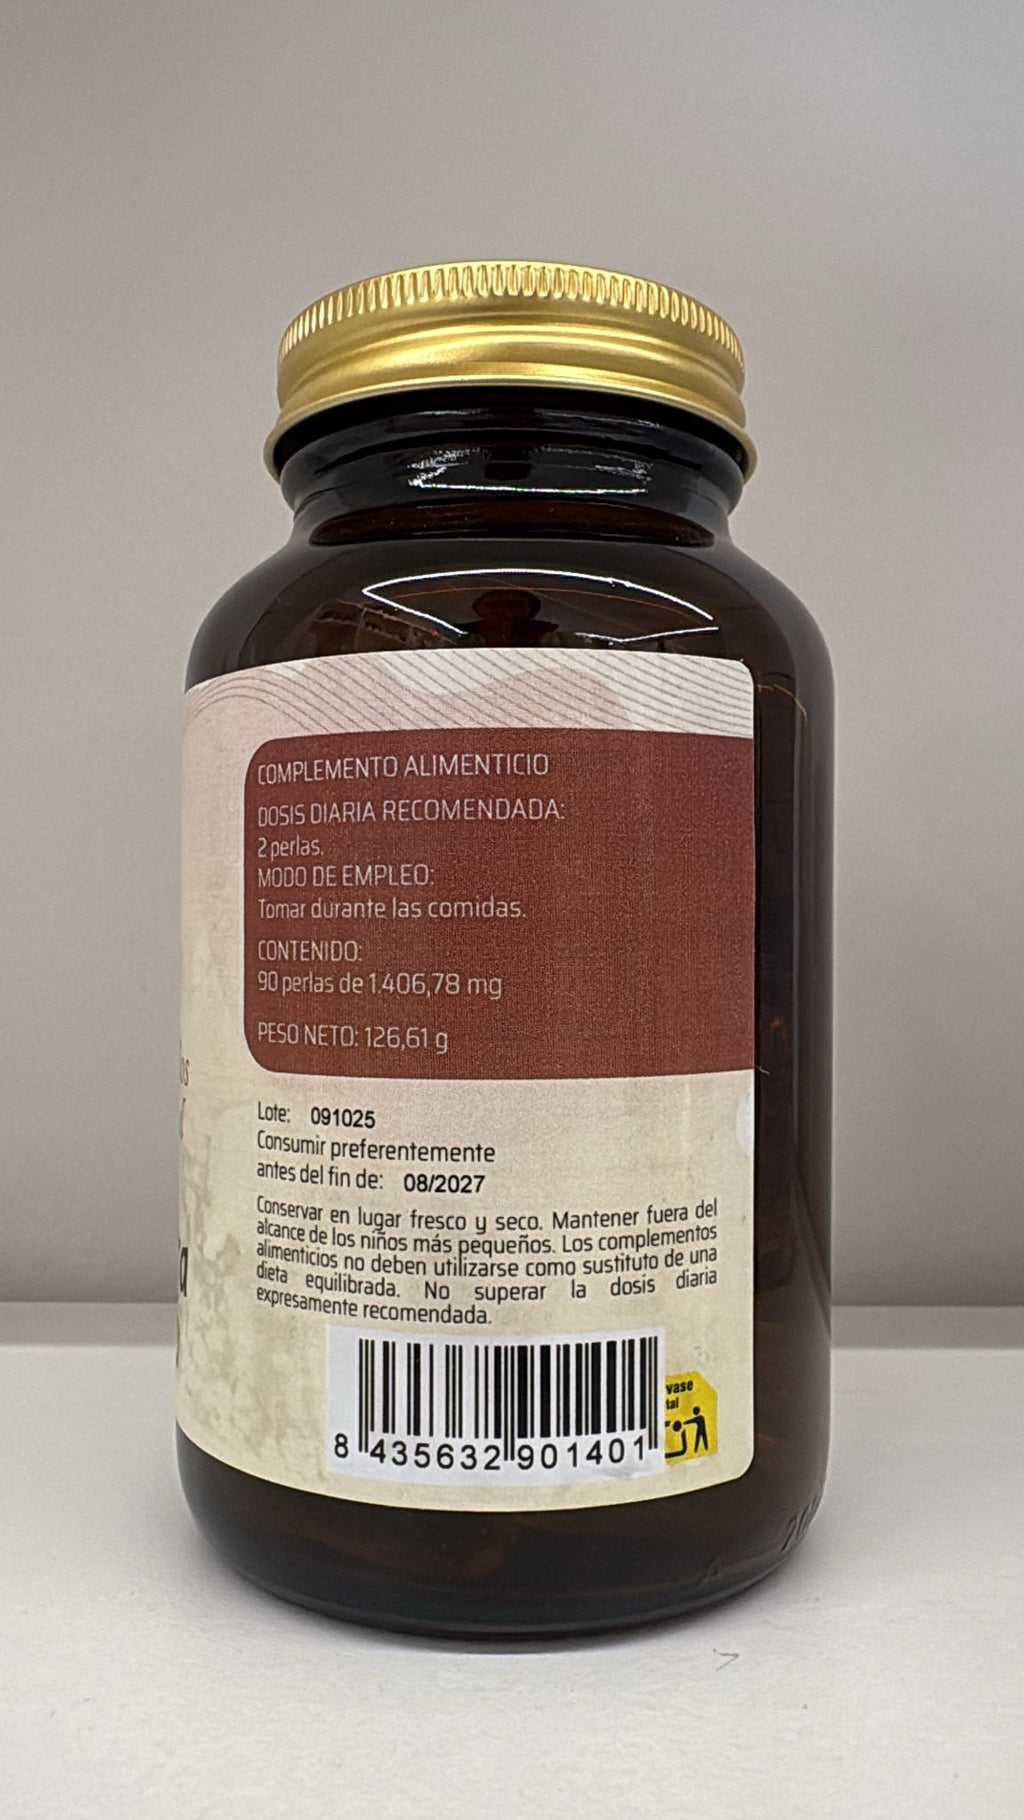 COMPLEMENTO ALIMENTICIO
DOSIS DIARIA RECOMENDADA:
2 perlas.
MODO DE EMPLEO:
Tomar durante las comidas.
CONTENIDO:
90 perlas de 1.406,78 mg
PESO NETO: 126,61 g
Lote: 091025
Consumir preferentemente
antes del fin de: 08/2027
Conservar en lugar fresco y seco. Mantener fuera del
alcance de los niños más pequeños. Los complementos
alimenticios no deben utilizarse como sustituto de una
dieta equilibrada. No superar la dosis diaria
expresamente recomendada.
8 435632 901401